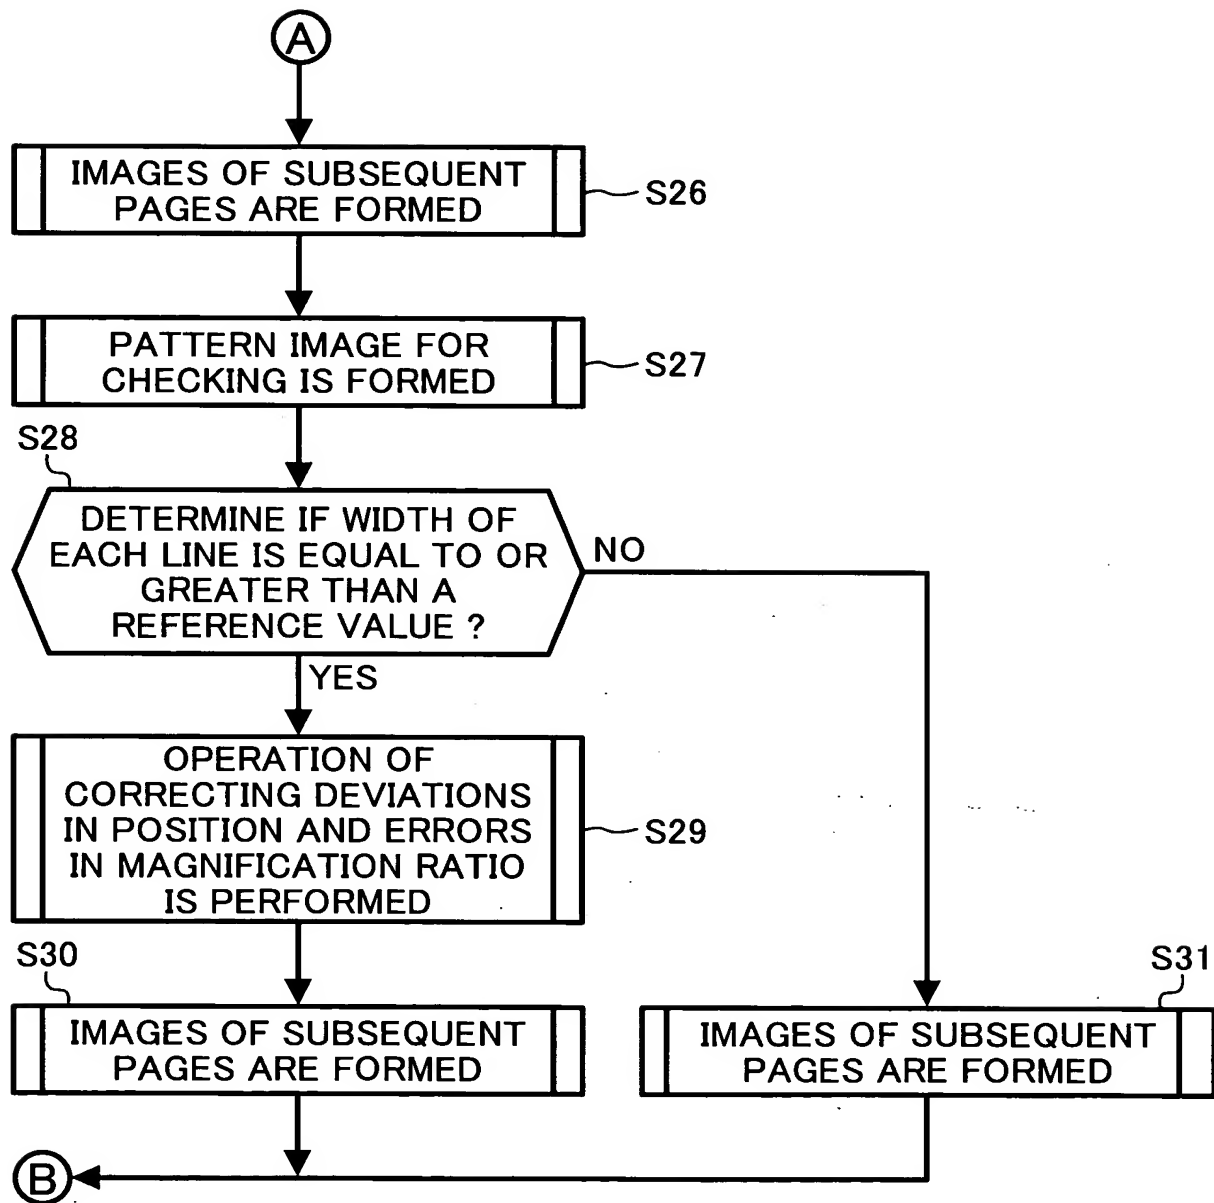 A
IMAGES OF SUBSEQUENT
PAGES ARE FORMED
S26
PATTERN IMAGE FOR
CHECKING IS FORMED
S27
S28
DETERMINE IF WIDTH OF
EACH LINE IS EQUAL TO OR
GREATER THAN A
REFERENCE VALUE ?
NO
YES
OPERATION OF
CORRECTING DEVIATIONS
IN POSITION AND ERRORS
IN MAGNIFICATION RATIO
IS PERFORMED
S29
S30
IMAGES OF SUBSEQUENT
PAGES ARE FORMED
S31
IMAGES OF SUBSEQUENT
PAGES ARE FORMED
B